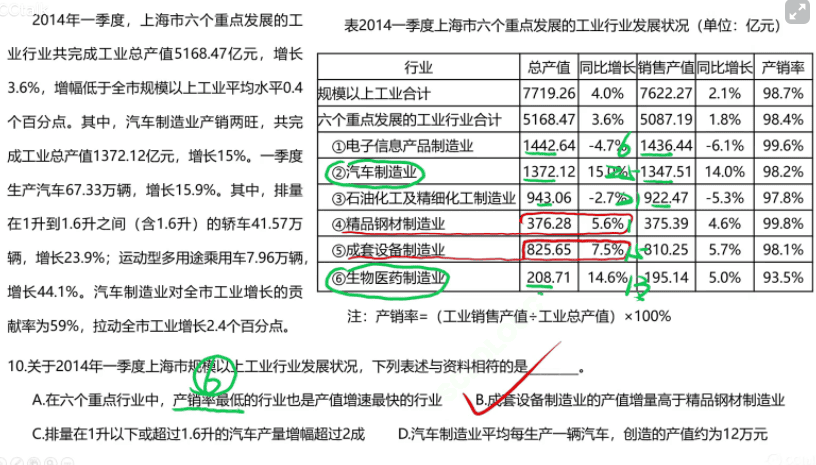 2014年一季度，上海市六个重点发展的工
业行业共完成工业总产值5168.47亿元，增长
3.6%，增幅低于全市规模以上工业平均水平0.4
个百分点。其中，汽车制造业产销两旺，共完
成工业总产值1372.12亿元，增长15%。一季度
生产汽车67.33万辆，增长15.9%。其中，排量
在1升到1.6升之间（含1.6升）的轿车41.57万
辆，增长23.9%；运动型多用途乘用车7.96万辆，
增长44.1%。汽车制造业对全市工业增长的贡
献率为59%，拉动全市工业增长2.4个百分点。
表2014一季度上海市六个重点发展的工业行业发展状况（单位：亿元）
行业 总产值 同比增长 销售产值 同比增长 产销率
规模以上工业合计 7719.26 4.0% 7622.27 2.1% 98.7%
六个重点发展的工业行业合计 5168.47 3.6% 5087.19 1.8% 98.4%
①电子信息产品制造业 1442.64 -4.7% 6 1436.44 -6.1% 99.6%
②汽车制造业 1372.12 15.0% 1347.51 14.0% 98.2%
③石油化工及精细化工制造业 943.06 -2.7% 922.47 -5.3% 97.8%
④精品钢材制造业 376.28 5.6% 375.39 4.6% 99.8%
⑤成套设备制造业 825.65 7.5% 15 810.25 5.7% 98.1%
⑥生物医药制造业 208.71 14.6% 13 195.14 5.0% 93.5%
注：产销率=（工业销售产值÷工业总产值）×100%
10.关于2014年一季度上海市规模以上工业行业发展状况，下列表述与资料相符的是______。
6
A.在六个重点行业中，产销率最低的行业也是产值增速最快的行业 B.成套设备制造业的产值增量高于精品钢材制造业
C.排量在1升以下或超过1.6升的汽车产量增幅超过2成 D.汽车制造业平均每生产一辆汽车，创造的产值约为12万元